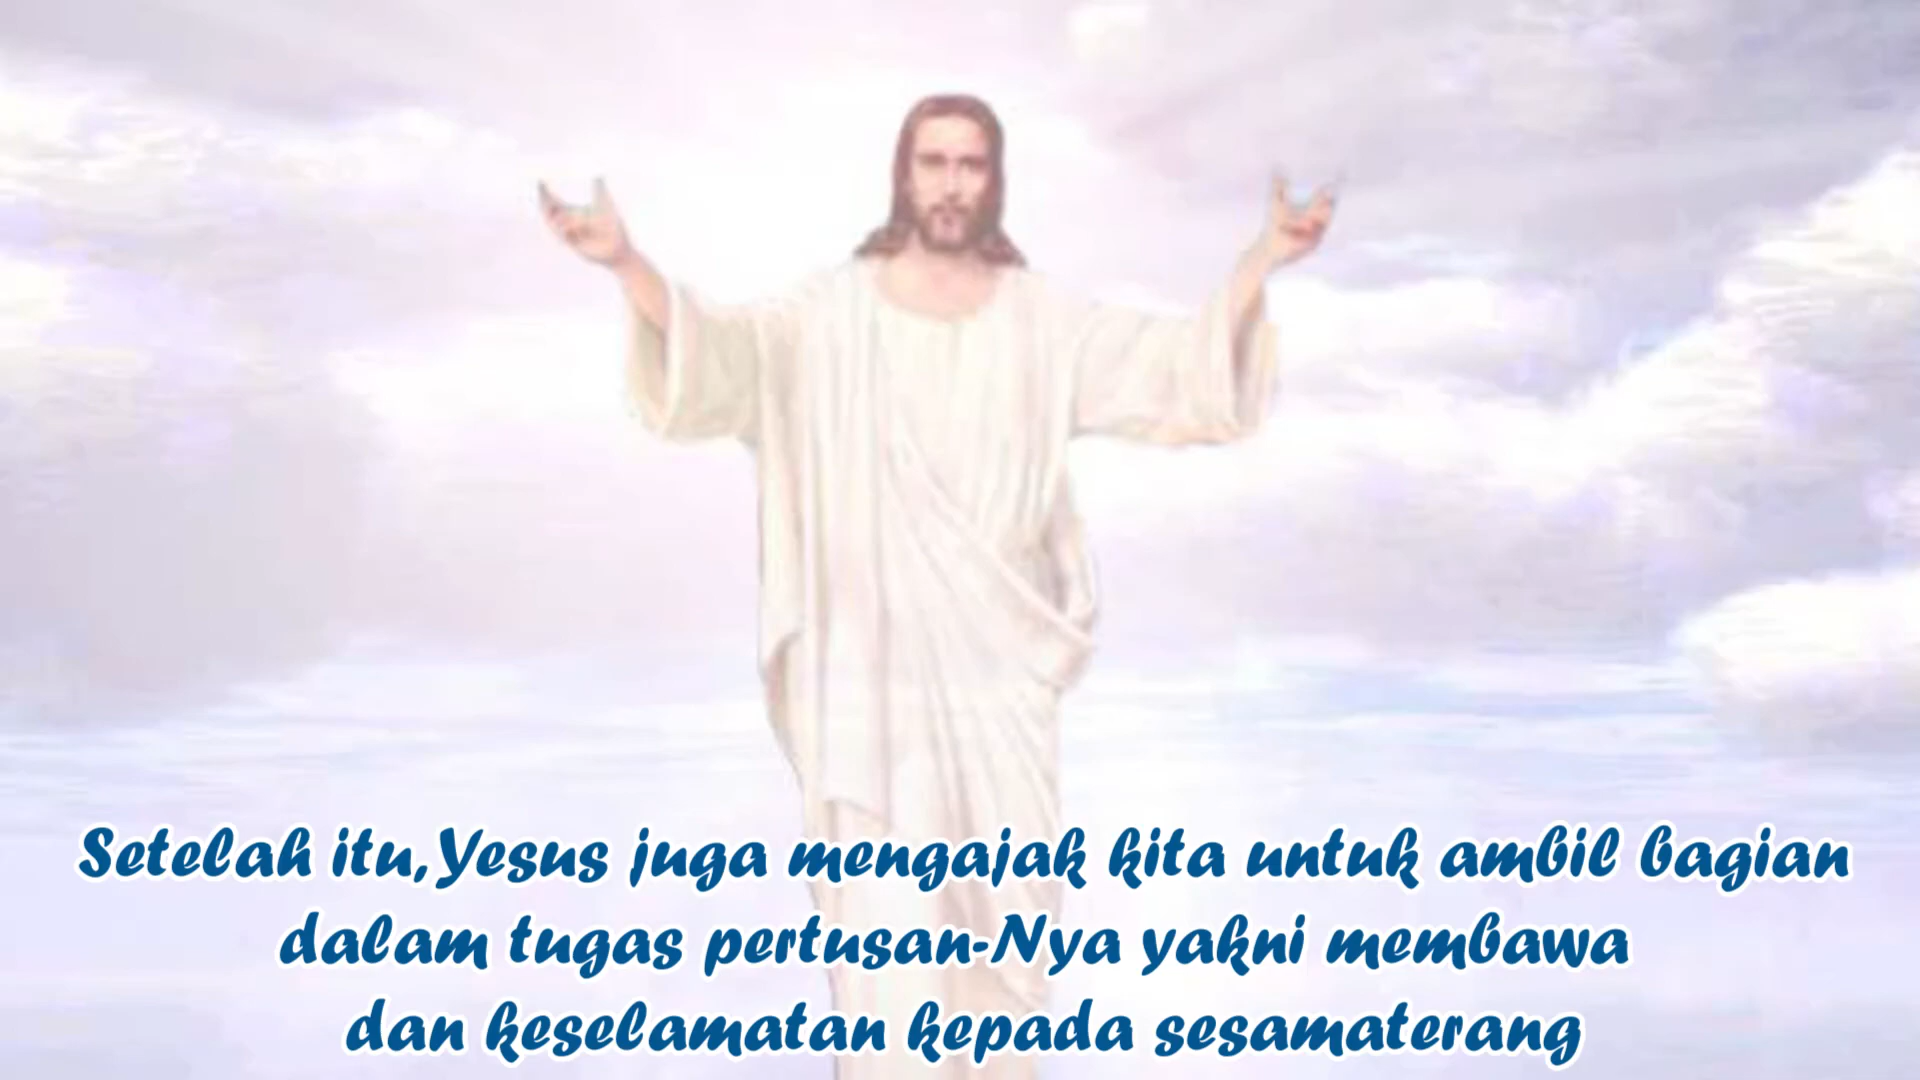 Setelah itu, Yesus juga mengajak kita untuk ambil bagian
dalam tugas pertusan-Nya yakni membawa
dan keselamatan kepada sesamaterang